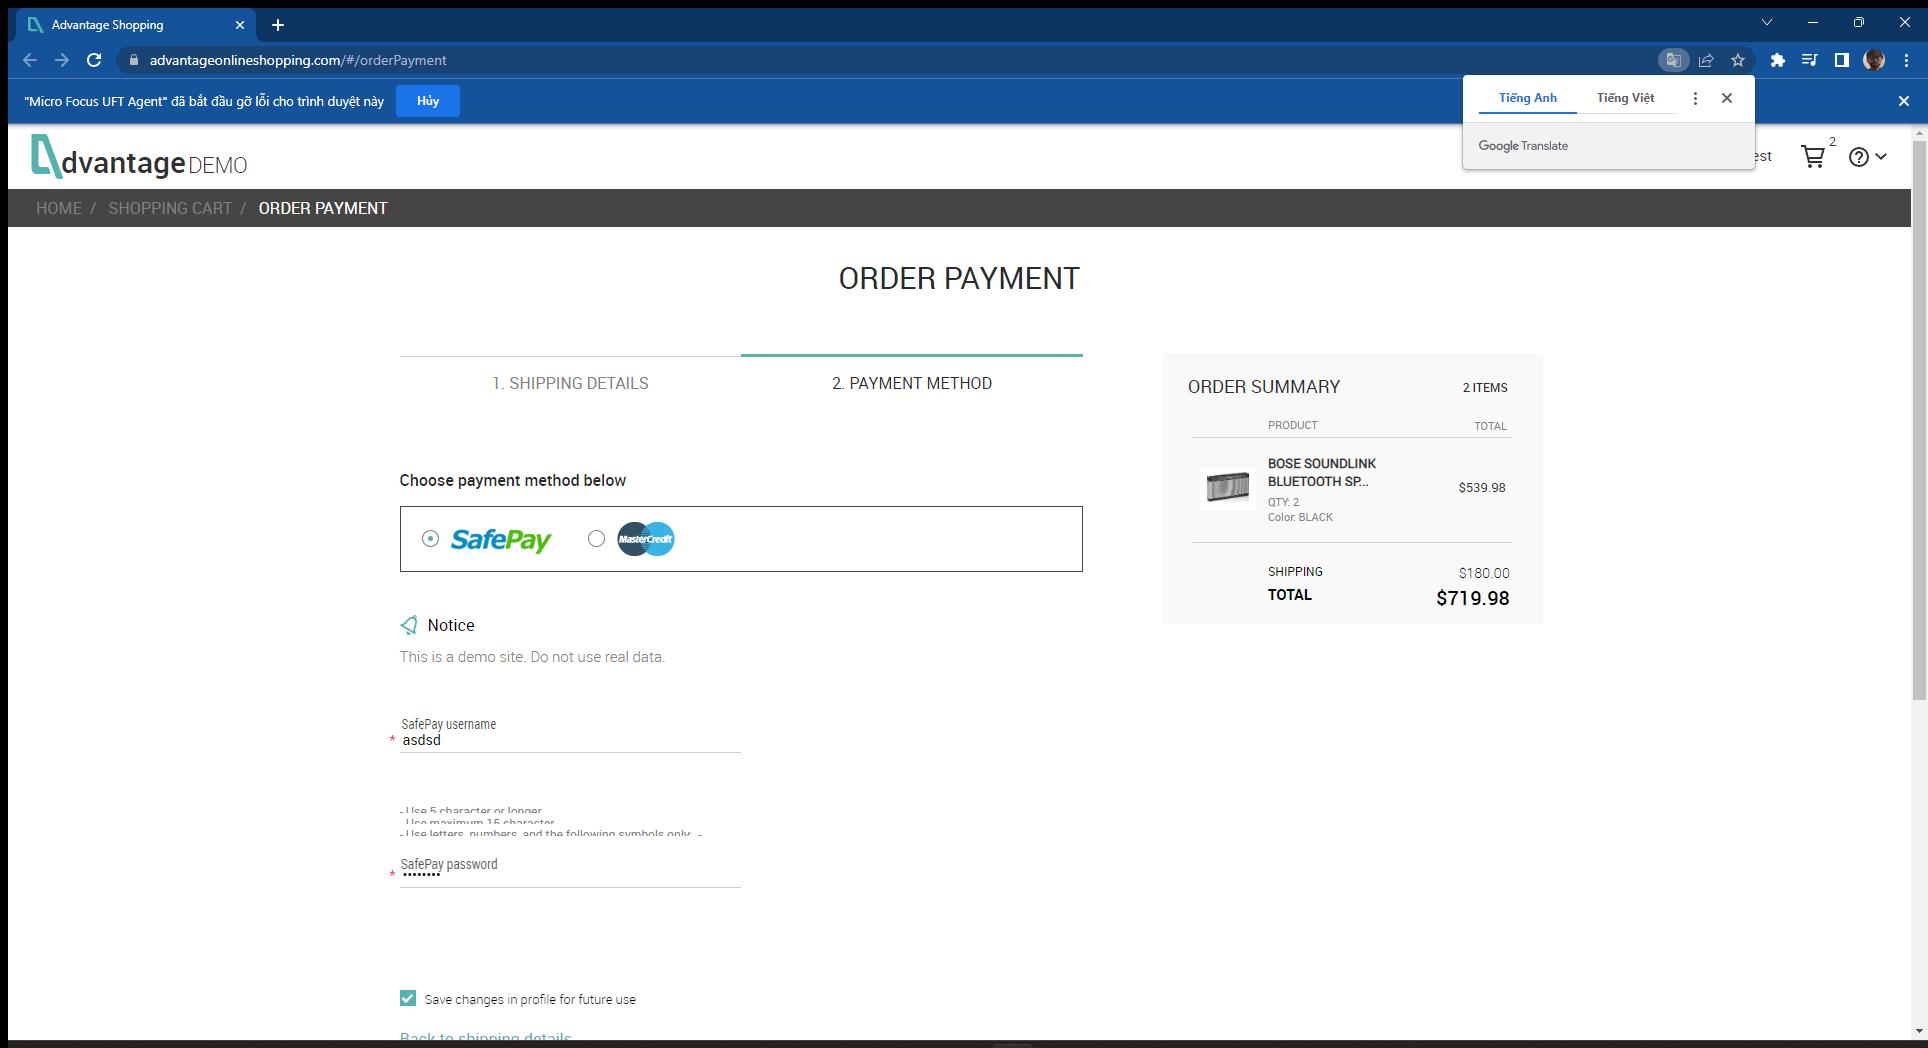 Advantage Shopping
advantageonlineshopping.com/#/orderPayment
"Micro Focus UFT Agent" đã bắt đầu gỡ lỗi cho trình duyệt này
Hủy
Tiếng Anh
Tiếng Việt
Google Translate
dvantage DEMO
est
2
HOME / SHOPPING CART / ORDER PAYMENT
ORDER PAYMENT
1. SHIPPING DETAILS
2. PAYMENT METHOD
Choose payment method below
SafePay
MasterCredit
Notice
This is a demo site. Do not use real data.
SafePay username
* asdsd
- Use 5 character or longer
- Use maximum 15 character
- Use letters, numbers, and the following symbols only: -
SafePay password
* ••••••••
Save changes in profile for future use
Back to shipping details
ORDER SUMMARY
2 ITEMS
PRODUCT
TOTAL
BOSE SOUNDLINK
BLUETOOTH SP...
$539.98
QTY: 2
Color: BLACK
SHIPPING
$180.00
TOTAL
$719.98